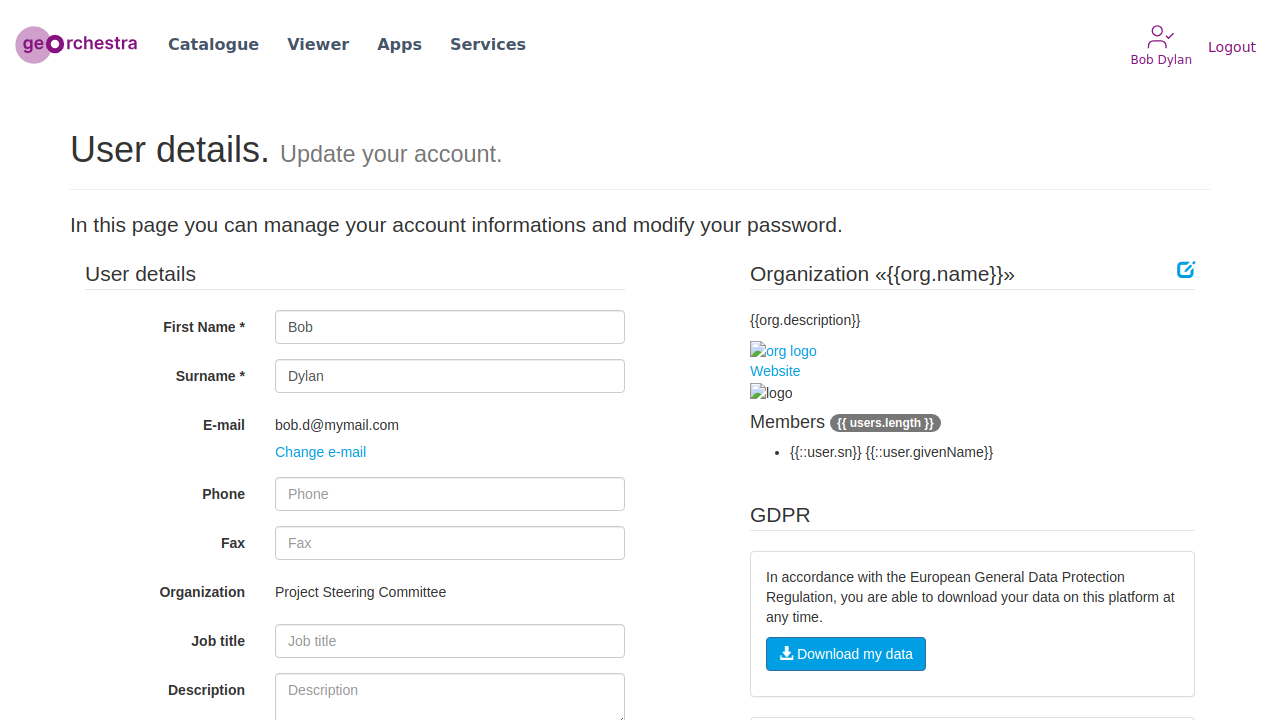 georchestra
Catalogue
Viewer
Apps
Services
Bob Dylan
Logout
User details. Update your account.
In this page you can manage your account informations and modify your password.
User details
First Name *
Bob
Surname *
Dylan
E-mail
bob.d@mymail.com
Change e-mail
Phone
Phone
Fax
Fax
Organization
Project Steering Committee
Job title
Job title
Description
Description
Organization «{{org.name}}»
{{org.description}}
org logo
Website
logo
Members {{ users.length }}
{{::user.sn}} {{::user.givenName}}
GDPR
In accordance with the European General Data Protection
Regulation, you are able to download your data on this platform at
any time.
Download my data